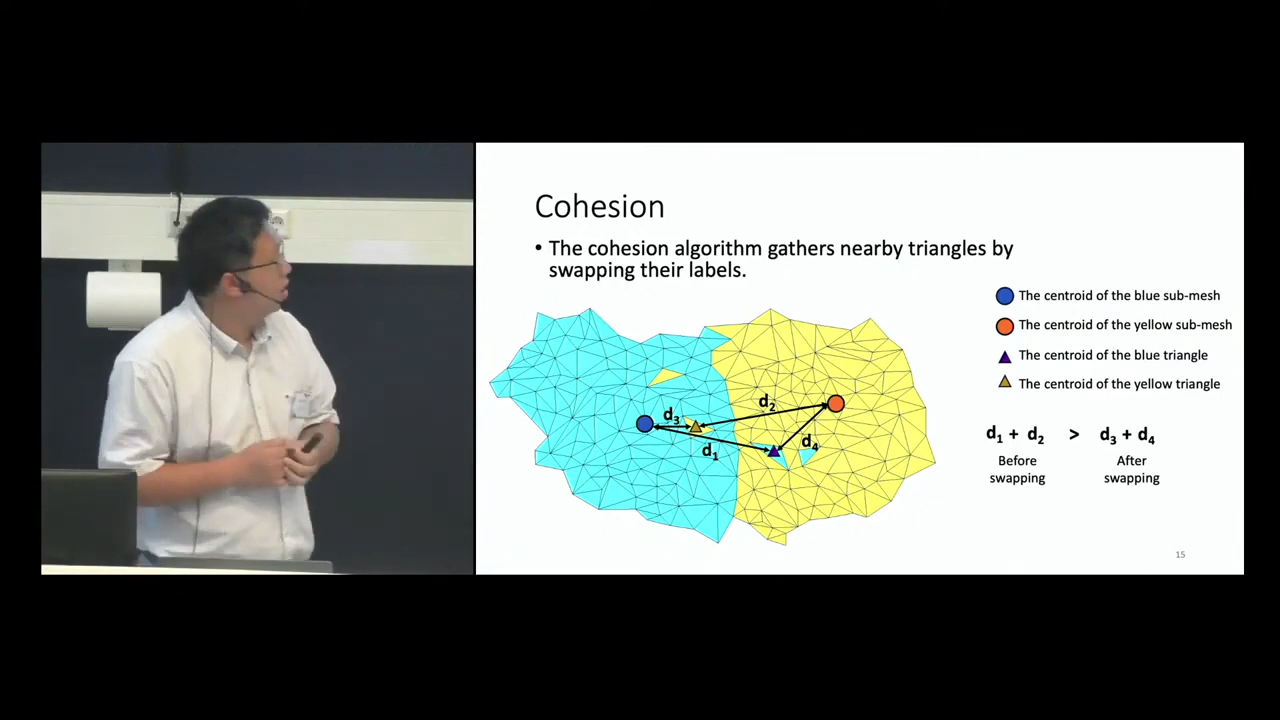 Cohesion
• The cohesion algorithm gathers nearby triangles by
swapping their labels.
The centroid of the blue sub-mesh
The centroid of the yellow sub-mesh
The centroid of the blue triangle
The centroid of the yellow triangle
d₂
d₃
d₁
d₄
d₁ + d₂ > d₃ + d₄
Before swapping
After swapping
15